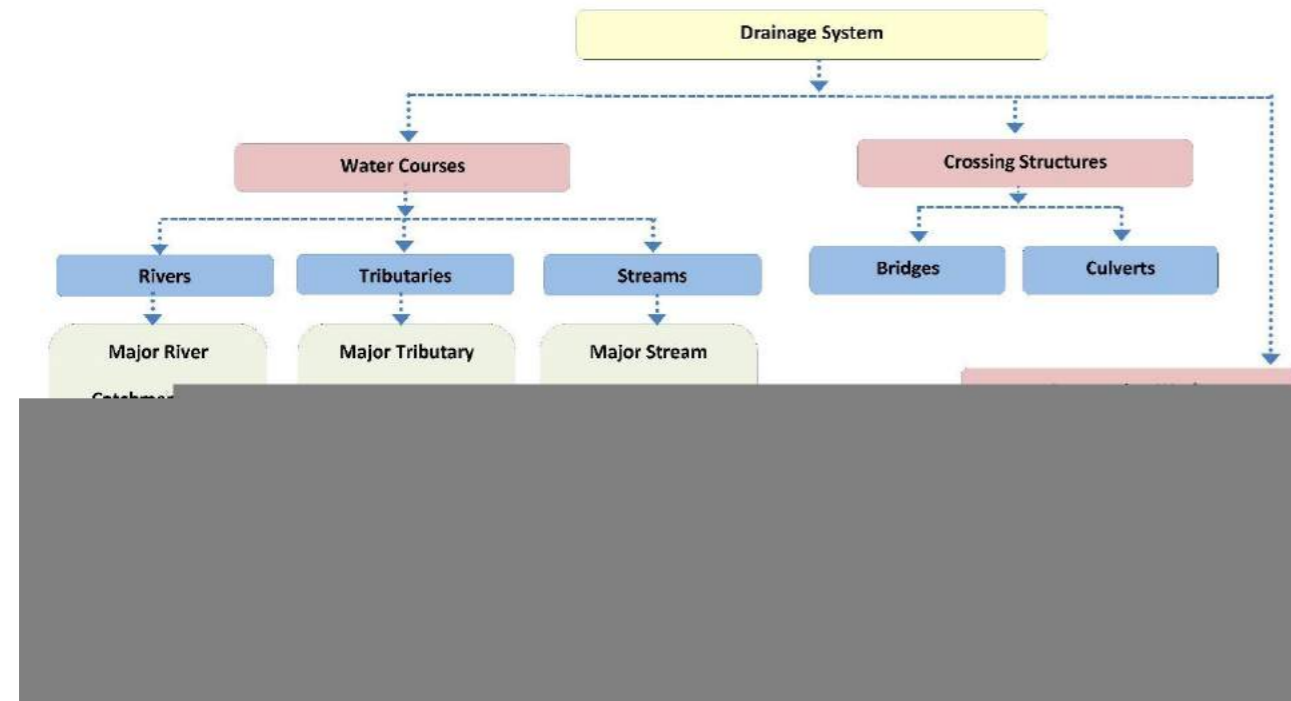 Drainage System
Water Courses
Crossing Structures
Rivers
Tributaries
Streams
Bridges
Culverts
Major River
Major Tributary
Major Stream